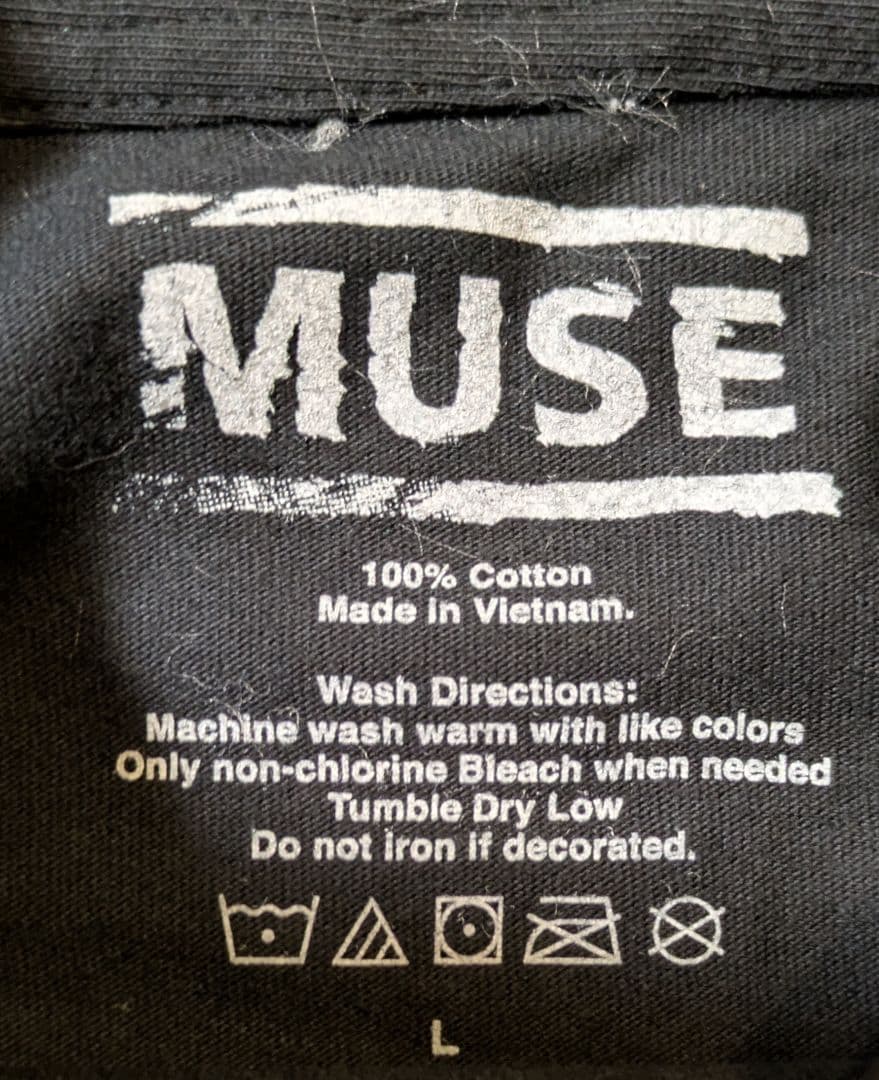 MUSE
100% Cotton
Made in Vietnam.
Wash Directions:
Machine wash warm with like colors
Only non-chlorine Bleach when needed
Tumble Dry Low
Do not iron if decorated.
L